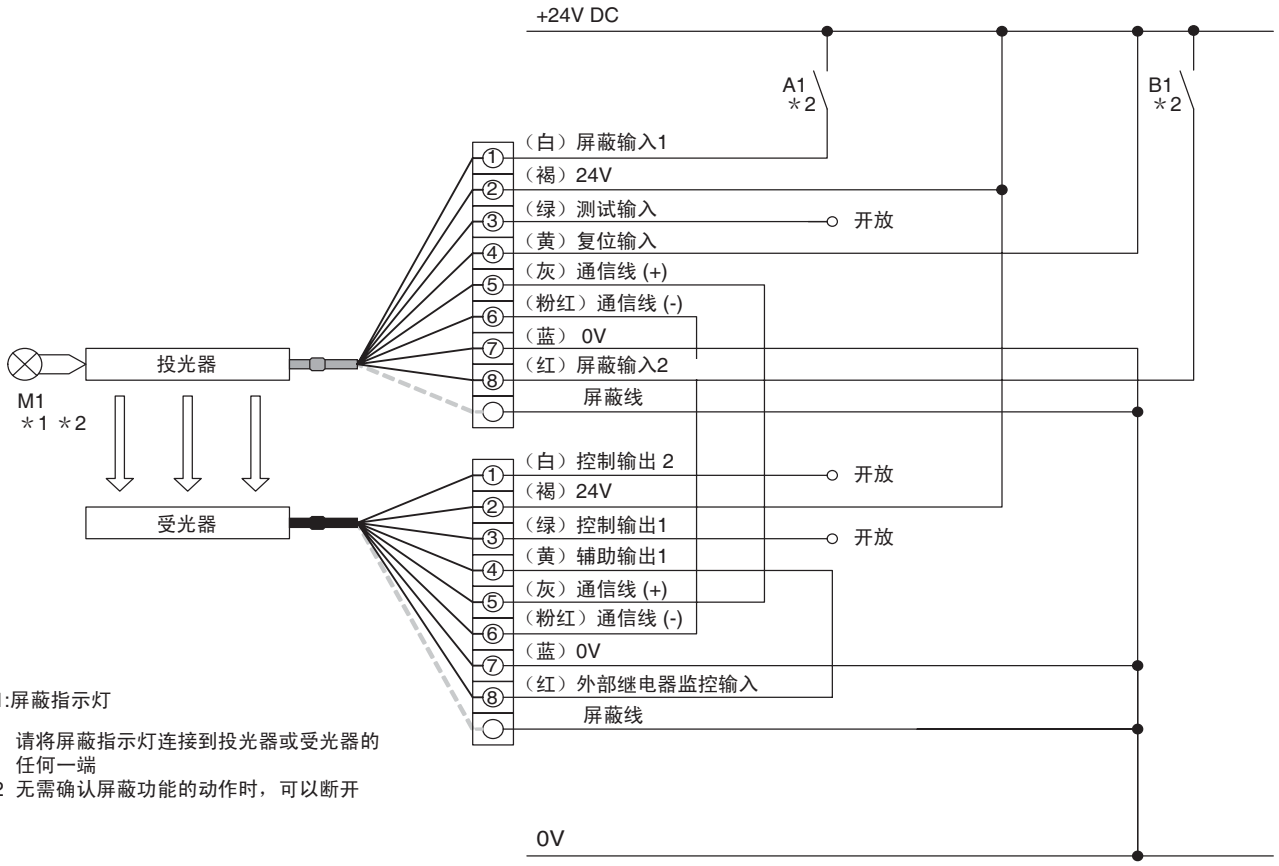 +24V DC
A1
＊2
B1
＊2
（白）屏蔽输入1
①
（褐）24V
②
（绿）测试输入
③
开放
（黄）复位输入
④
（灰）通信线 (+)
⑤
（粉红）通信线 (-)
⑥
（蓝） 0V
⑦
（红）屏蔽输入2
⑧
屏蔽线
投光器
M1
＊1 ＊2
（白）控制输出 2
①
开放
（褐）24V
②
受光器
（绿）控制输出1
③
开放
（黄）辅助输出1
④
（灰）通信线 (+)
⑤
（粉红）通信线 (-)
⑥
（蓝）0V
⑦
（红）外部继电器监控输入
⑧
屏蔽线
:屏蔽指示灯
请将屏蔽指示灯连接到投光器或受光器的
任何一端
2 无需确认屏蔽功能的动作时，可以断开
0V